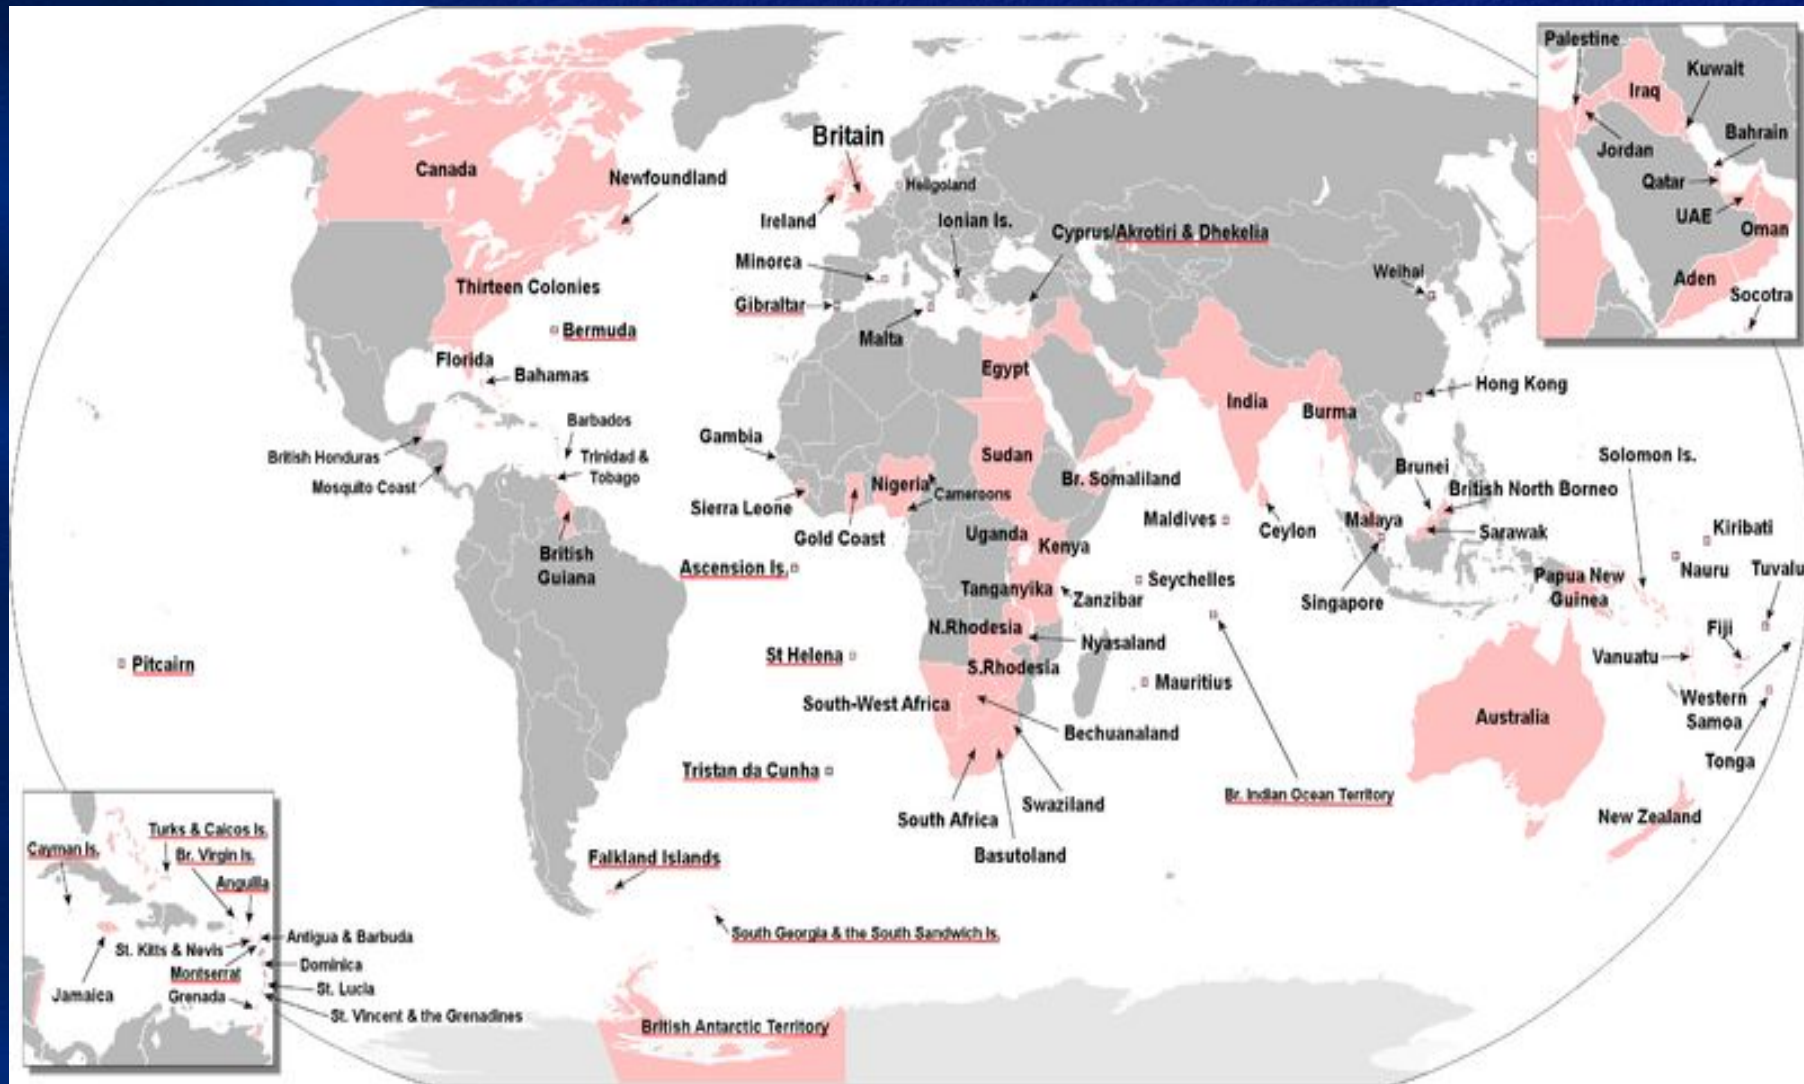 Palestine
Kuwait
Iraq
Bahrain
Jordan
Qatar
UAE
Oman
Aden
Socotra
Britain
Canada
Newfoundland
Heligoland
Ireland
Ionian Is.
Cyprus/Akrotiri & Dhekelia
Minorca
Weihai
Thirteen Colonies
Gibraltar
Bermuda
Malta
Florida
Bahamas
Egypt
Hong Kong
India
Burma
Barbados
Gambia
British Honduras
Trinidad &
Tobago
Mosquito Coast
Sudan
Solomon Is.
Brunei
Nigeria
Br. Somaliland
British North Borneo
Cameroons
Sierra Leone
Maldives
Ceylon
Malaya
Sarawak
Kiribati
Gold Coast
Uganda
Kenya
British
Guiana
Ascension Is.
Nauru
Tuvalu
Seychelles
Papua New
Guinea
Tanganyika
Zanzibar
Singapore
N.Rhodesia
Nyasaland
Fiji
Pitcairn
St Helena
S.Rhodesia
Vanuatu
Mauritius
South-West Africa
Western
Samoa
Australia
Bechuanaland
Tonga
Tristan da Cunha
Br. Indian Ocean Territory
Swaziland
South Africa
New Zealand
Basutoland
Falkland Islands
South Georgia & the South Sandwich Is.
British Antarctic Territory
Turks & Caicos Is.
Cayman Is.
Br. Virgin Is.
Anguilla
Antigua & Barbuda
St. Kitts & Nevis
Dominica
Montserrat
St. Lucia
Jamaica
Grenada
St. Vincent & the Grenadines